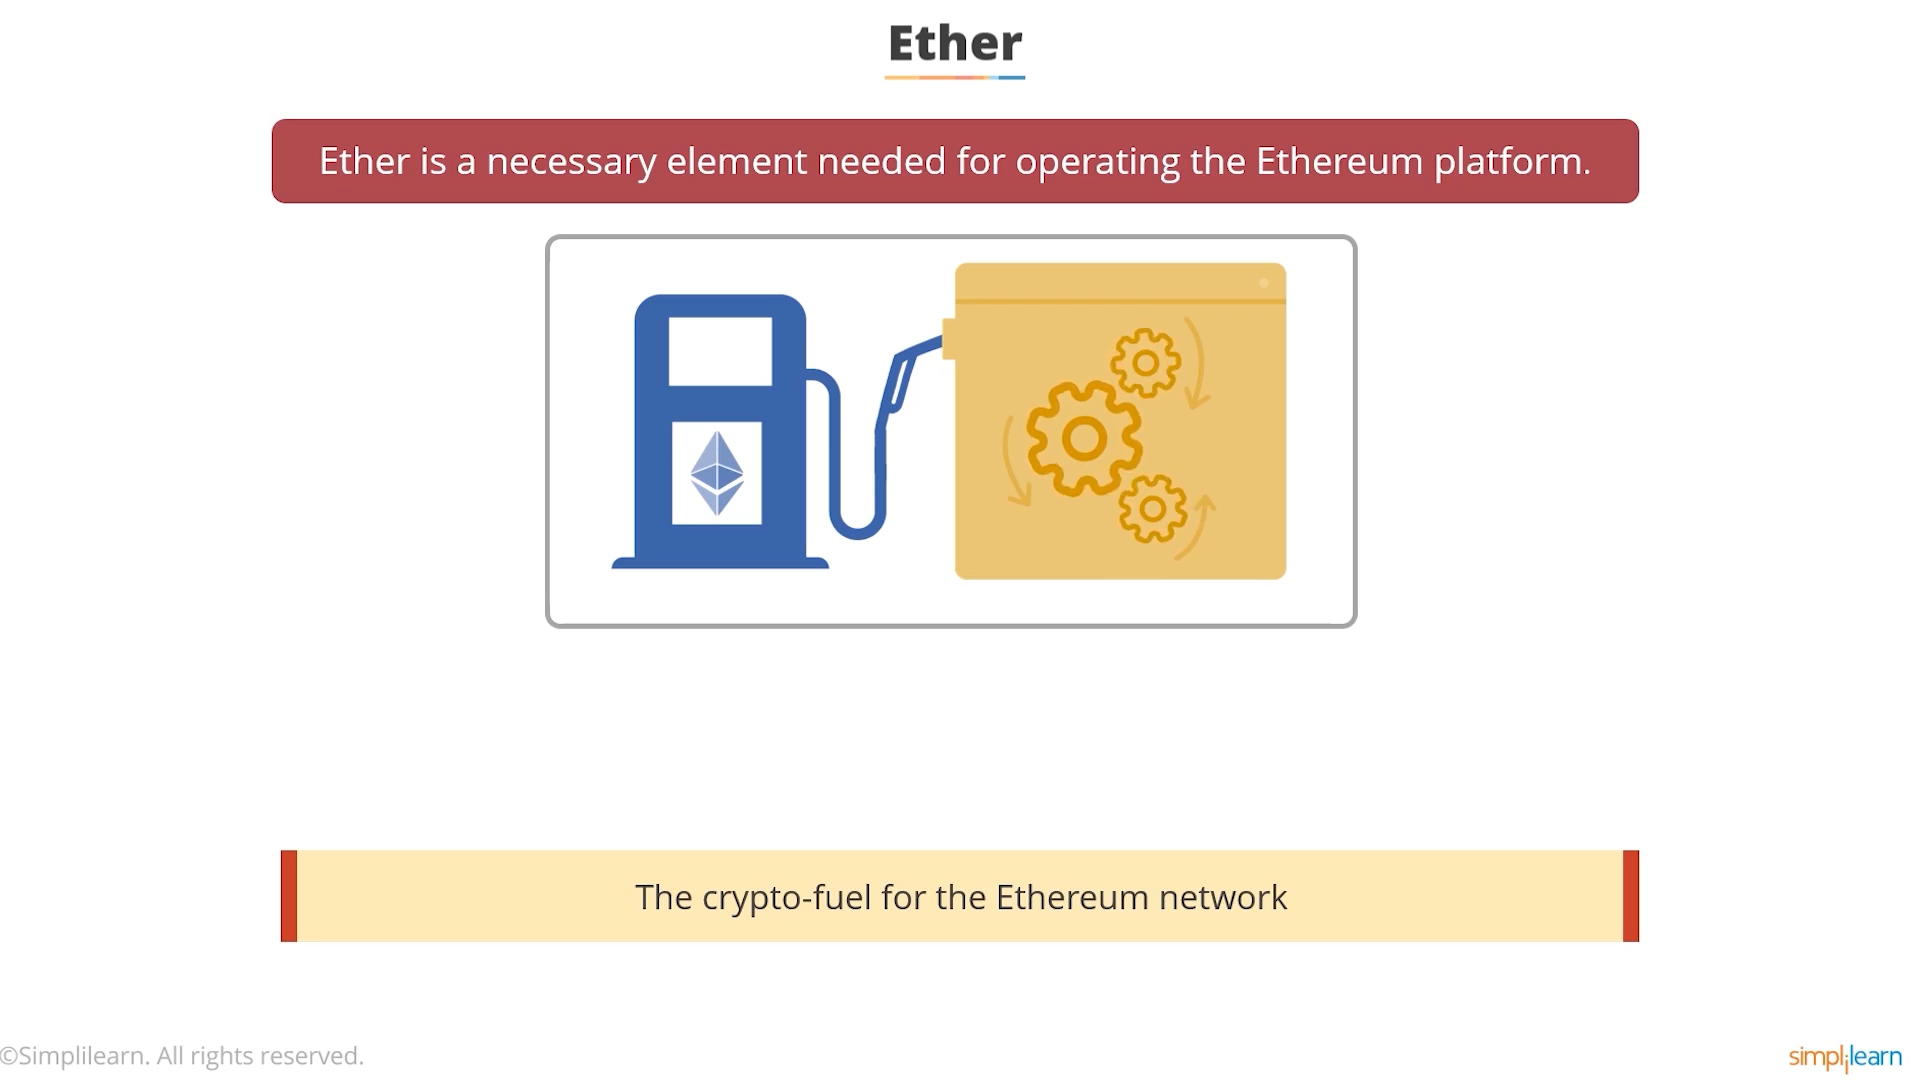 Ether
Ether is a necessary element needed for operating the Ethereum platform.
The crypto-fuel for the Ethereum network
©Simplilearn. All rights reserved.
simplilearn